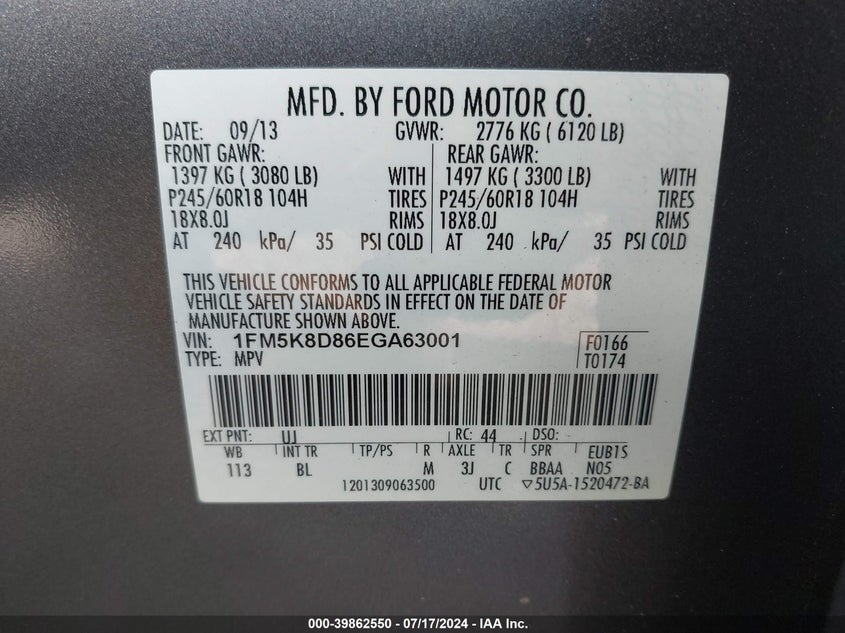 MFD. BY FORD MOTOR CO.
DATE: 09/13 GVWR: 2776 KG ( 6120 LB)
FRONT GAWR: REAR GAWR:
1397 KG ( 3080 LB) WITH 1497 KG ( 3300 LB) WITH
P245/60R18 104H TIRES P245/60R18 104H TIRES
18X8.0J RIMS 18X8.0J RIMS
AT 240 kPa/ 35 PSI COLD AT 240 kPa/ 35 PSI COLD
THIS VEHICLE CONFORMS TO ALL APPLICABLE FEDERAL MOTOR
VEHICLE SAFETY STANDARDS IN EFFECT ON THE DATE OF
MANUFACTURE SHOWN ABOVE.
VIN: 1FM5K8D86EGA63001 F0166
TYPE: MPV T0174
EXT PNT: UJ RC: 44 DSO:
WB INT TR TP/PS R AXLE TR SPR EUB1S
113 BL M 3J C BBAA N05
1201309063500 UTC ▽5U5A-1520472-BA
000-39862550 - 07/17/2024 - IAA Inc.